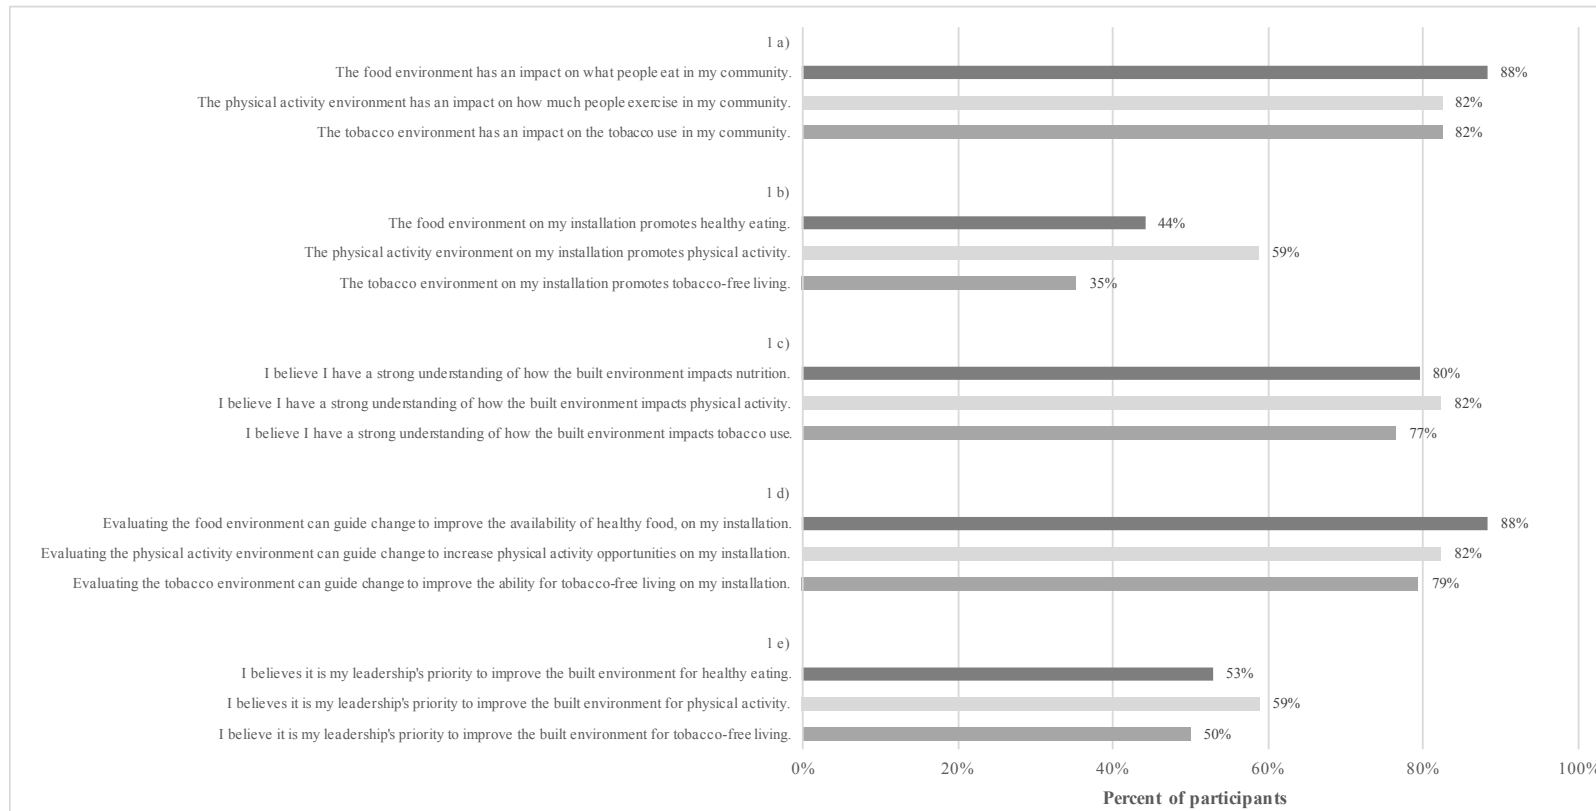 1 a)
The food environment has an impact on what people eat in my community. 88%
The physical activity environment has an impact on how much people exercise in my community. 82%
The tobacco environment has an impact on the tobacco use in my community. 82%
1 b)
The food environment on my installation promotes healthy eating. 44%
The physical activity environment on my installation promotes physical activity. 59%
The tobacco environment on my installation promotes tobacco-free living. 35%
1 c)
I believe I have a strong understanding of how the built environment impacts nutrition. 80%
I believe I have a strong understanding of how the built environment impacts physical activity. 82%
I believe I have a strong understanding of how the built environment impacts tobacco use. 77%
1 d)
Evaluating the food environment can guide change to improve the availability of healthy food, on my installation. 88%
Evaluating the physical activity environment can guide change to increase physical activity opportunities on my installation. 82%
Evaluating the tobacco environment can guide change to improve the ability for tobacco-free living on my installation. 79%
1 e)
I believes it is my leadership's priority to improve the built environment for healthy eating. 53%
I believes it is my leadership's priority to improve the built environment for physical activity. 59%
I believe it is my leadership's priority to improve the built environment for tobacco-free living. 50%
0% 20% 40% 60% 80% 100%
Percent of participants